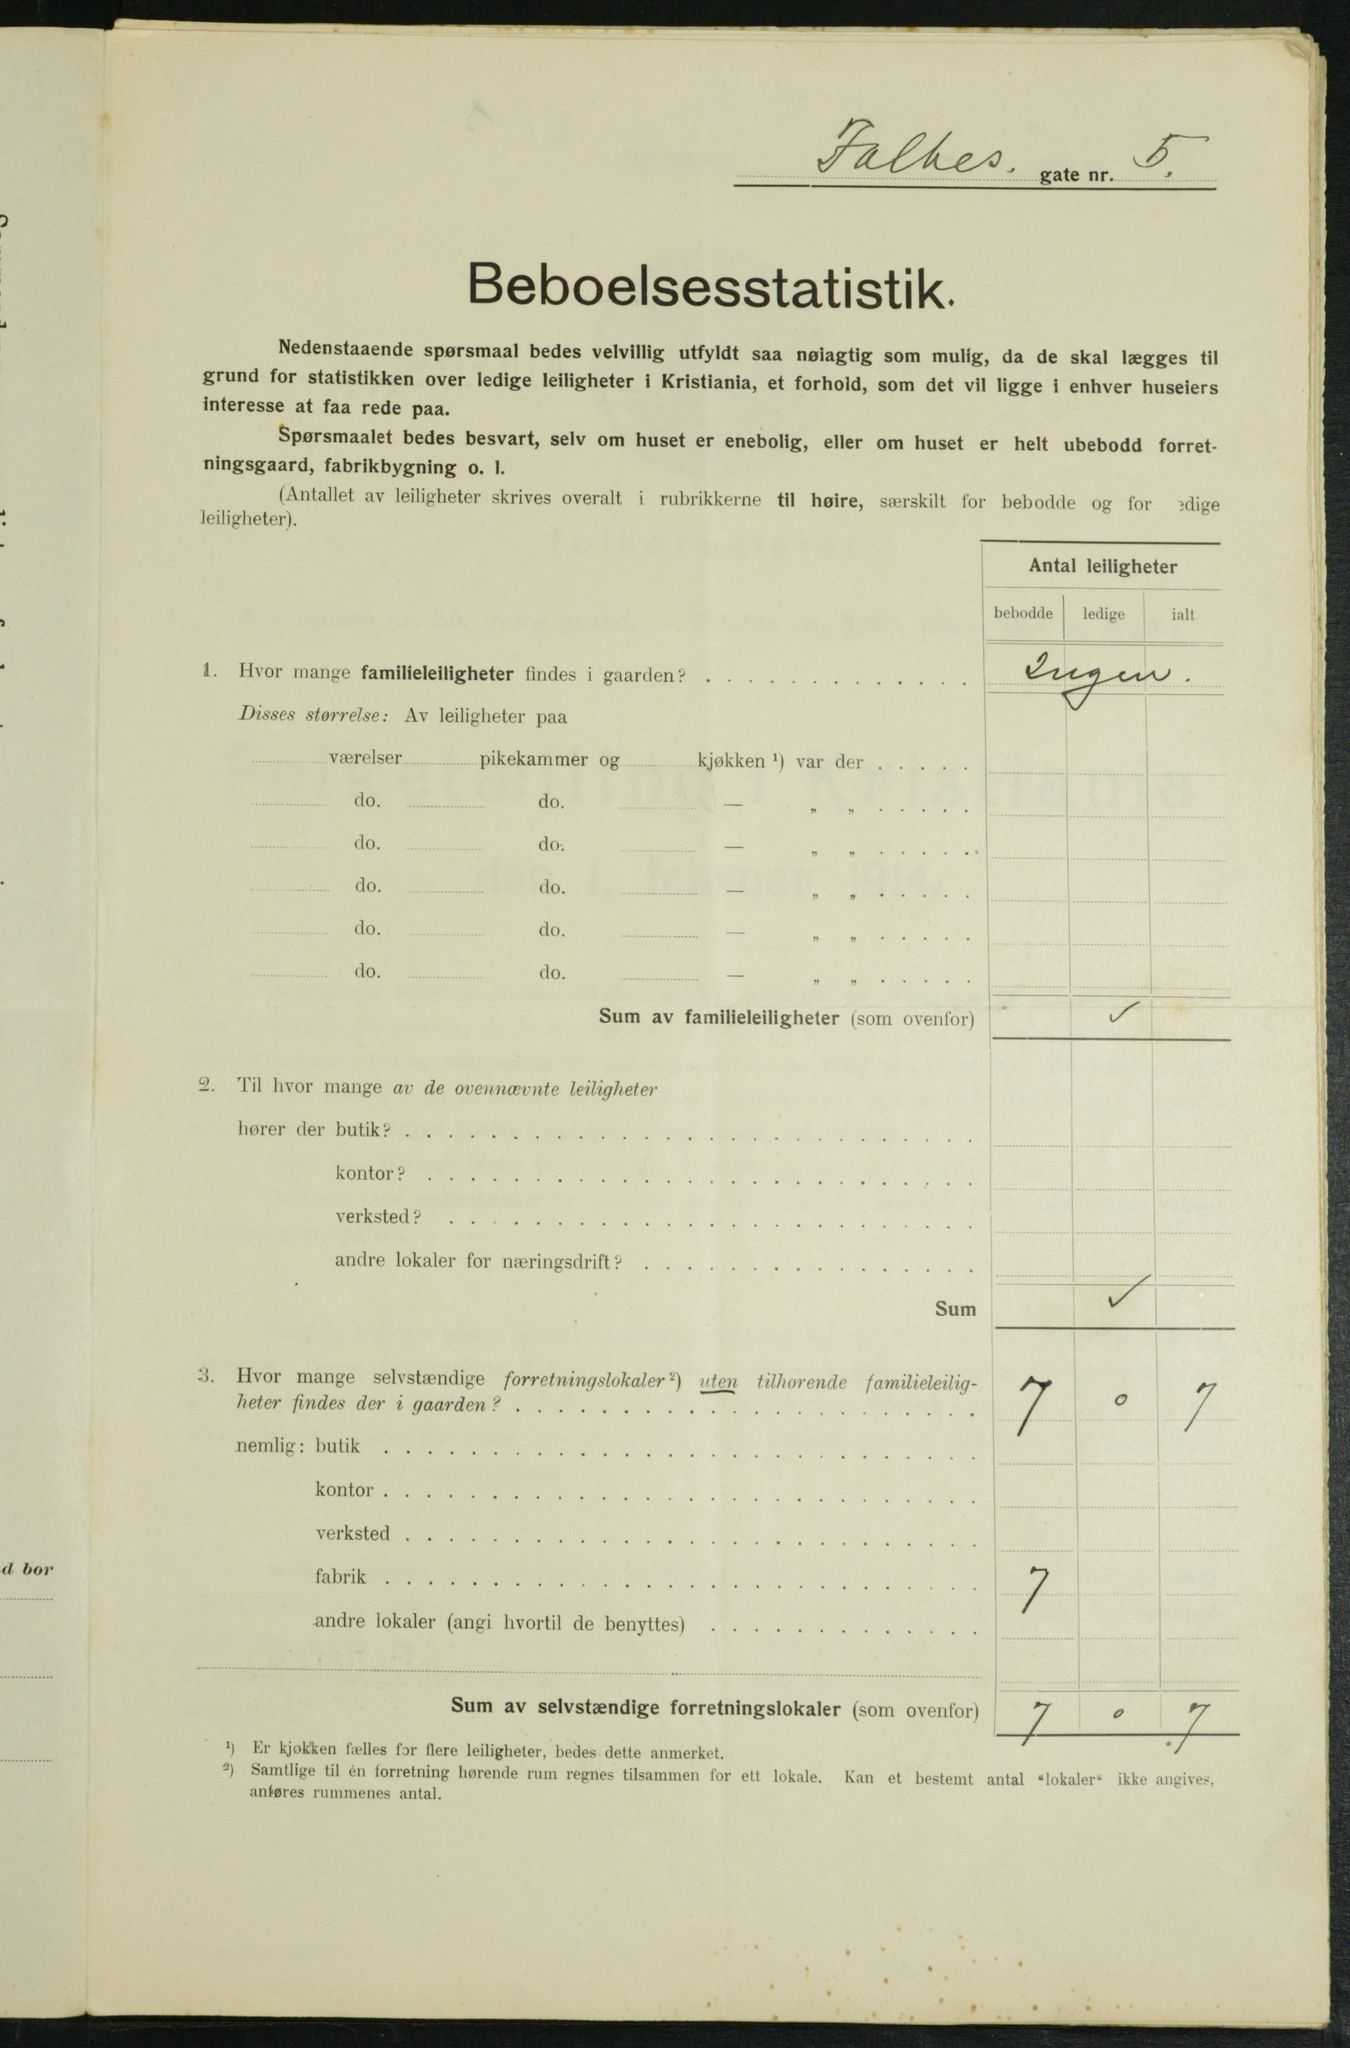 Falbes. gate nr. 5.
Beboelsesstatistik.
Nedenstaaende spørsmaal bedes velvillig utfyldt saa nøiagtig som mulig, da de skal lægges til
grund for statistikken over ledige leiligheter i Kristiania, et forhold, som det vil ligge i enhver huseiers
interesse at faa rede paa.
Spørsmaalet bedes besvart, selv om huset er enebolig, eller om huset er helt ubebodd forret-
ningsgaard, fabrikbygning o. l.
(Antallet av leiligheter skrives overalt i rubrikkerne til høire, særskilt for bebodde og for edige
leiligheter).
Antal leiligheter
bebodde ledige ialt
1. Hvor mange familieleiligheter findes i gaarden? . . . . . . . . . . . . . Ingen.
Disses størrelse: Av leiligheter paa
værelser pikekammer og kjøkken ¹) var der . . . . .
do. do. — „ „ . . . . .
do. do. — „ „ . . . . .
do. do. — „ „ . . . . .
do. do. — „ „ . . . . .
do. do. — „ „ . . . . .
Sum av familieleiligheter (som ovenfor) ✓
2. Til hvor mange av de ovennævnte leiligheter
hører der butik? . . . . . . . . . . . . . . . . . . . . . .
kontor? . . . . . . . . . . . . . . . . . . . . .
verksted? . . . . . . . . . . . . . . . . . . . .
andre lokaler for næringsdrift? . . . . . . . . . . . . .
Sum ✓
3. Hvor mange selvstændige forretningslokaler ²) uten tilhørende familieleilig-
heter findes der i gaarden? . . . . . . . . . . . . . . . . . . 7 0 7
nemlig: butik . . . . . . . . . . . . . . . . . . . . . . .
kontor . . . . . . . . . . . . . . . . . . . . . . .
verksted . . . . . . . . . . . . . . . . . . . . . .
fabrik . . . . . . . . . . . . . . . . . . . . . . . 7
andre lokaler (angi hvortil de benyttes) . . . . . . . . . . .
Sum av selvstændige forretningslokaler (som ovenfor) 7 0 7
¹) Er kjøkken fælles for flere leiligheter, bedes dette anmerket.
²) Samtlige til én forretning hørende rum regnes tilsammen for ett lokale. Kan et bestemt antal “lokaler“ ikke angives,
anføres rummenes antal.
d bor